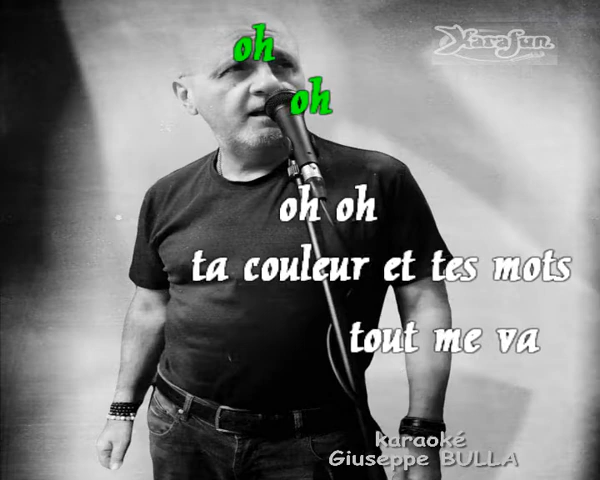 oh
Karafun
oh
oh oh
ta couleur et tes mots
tout me va
karaoké
Giuseppe BULLA